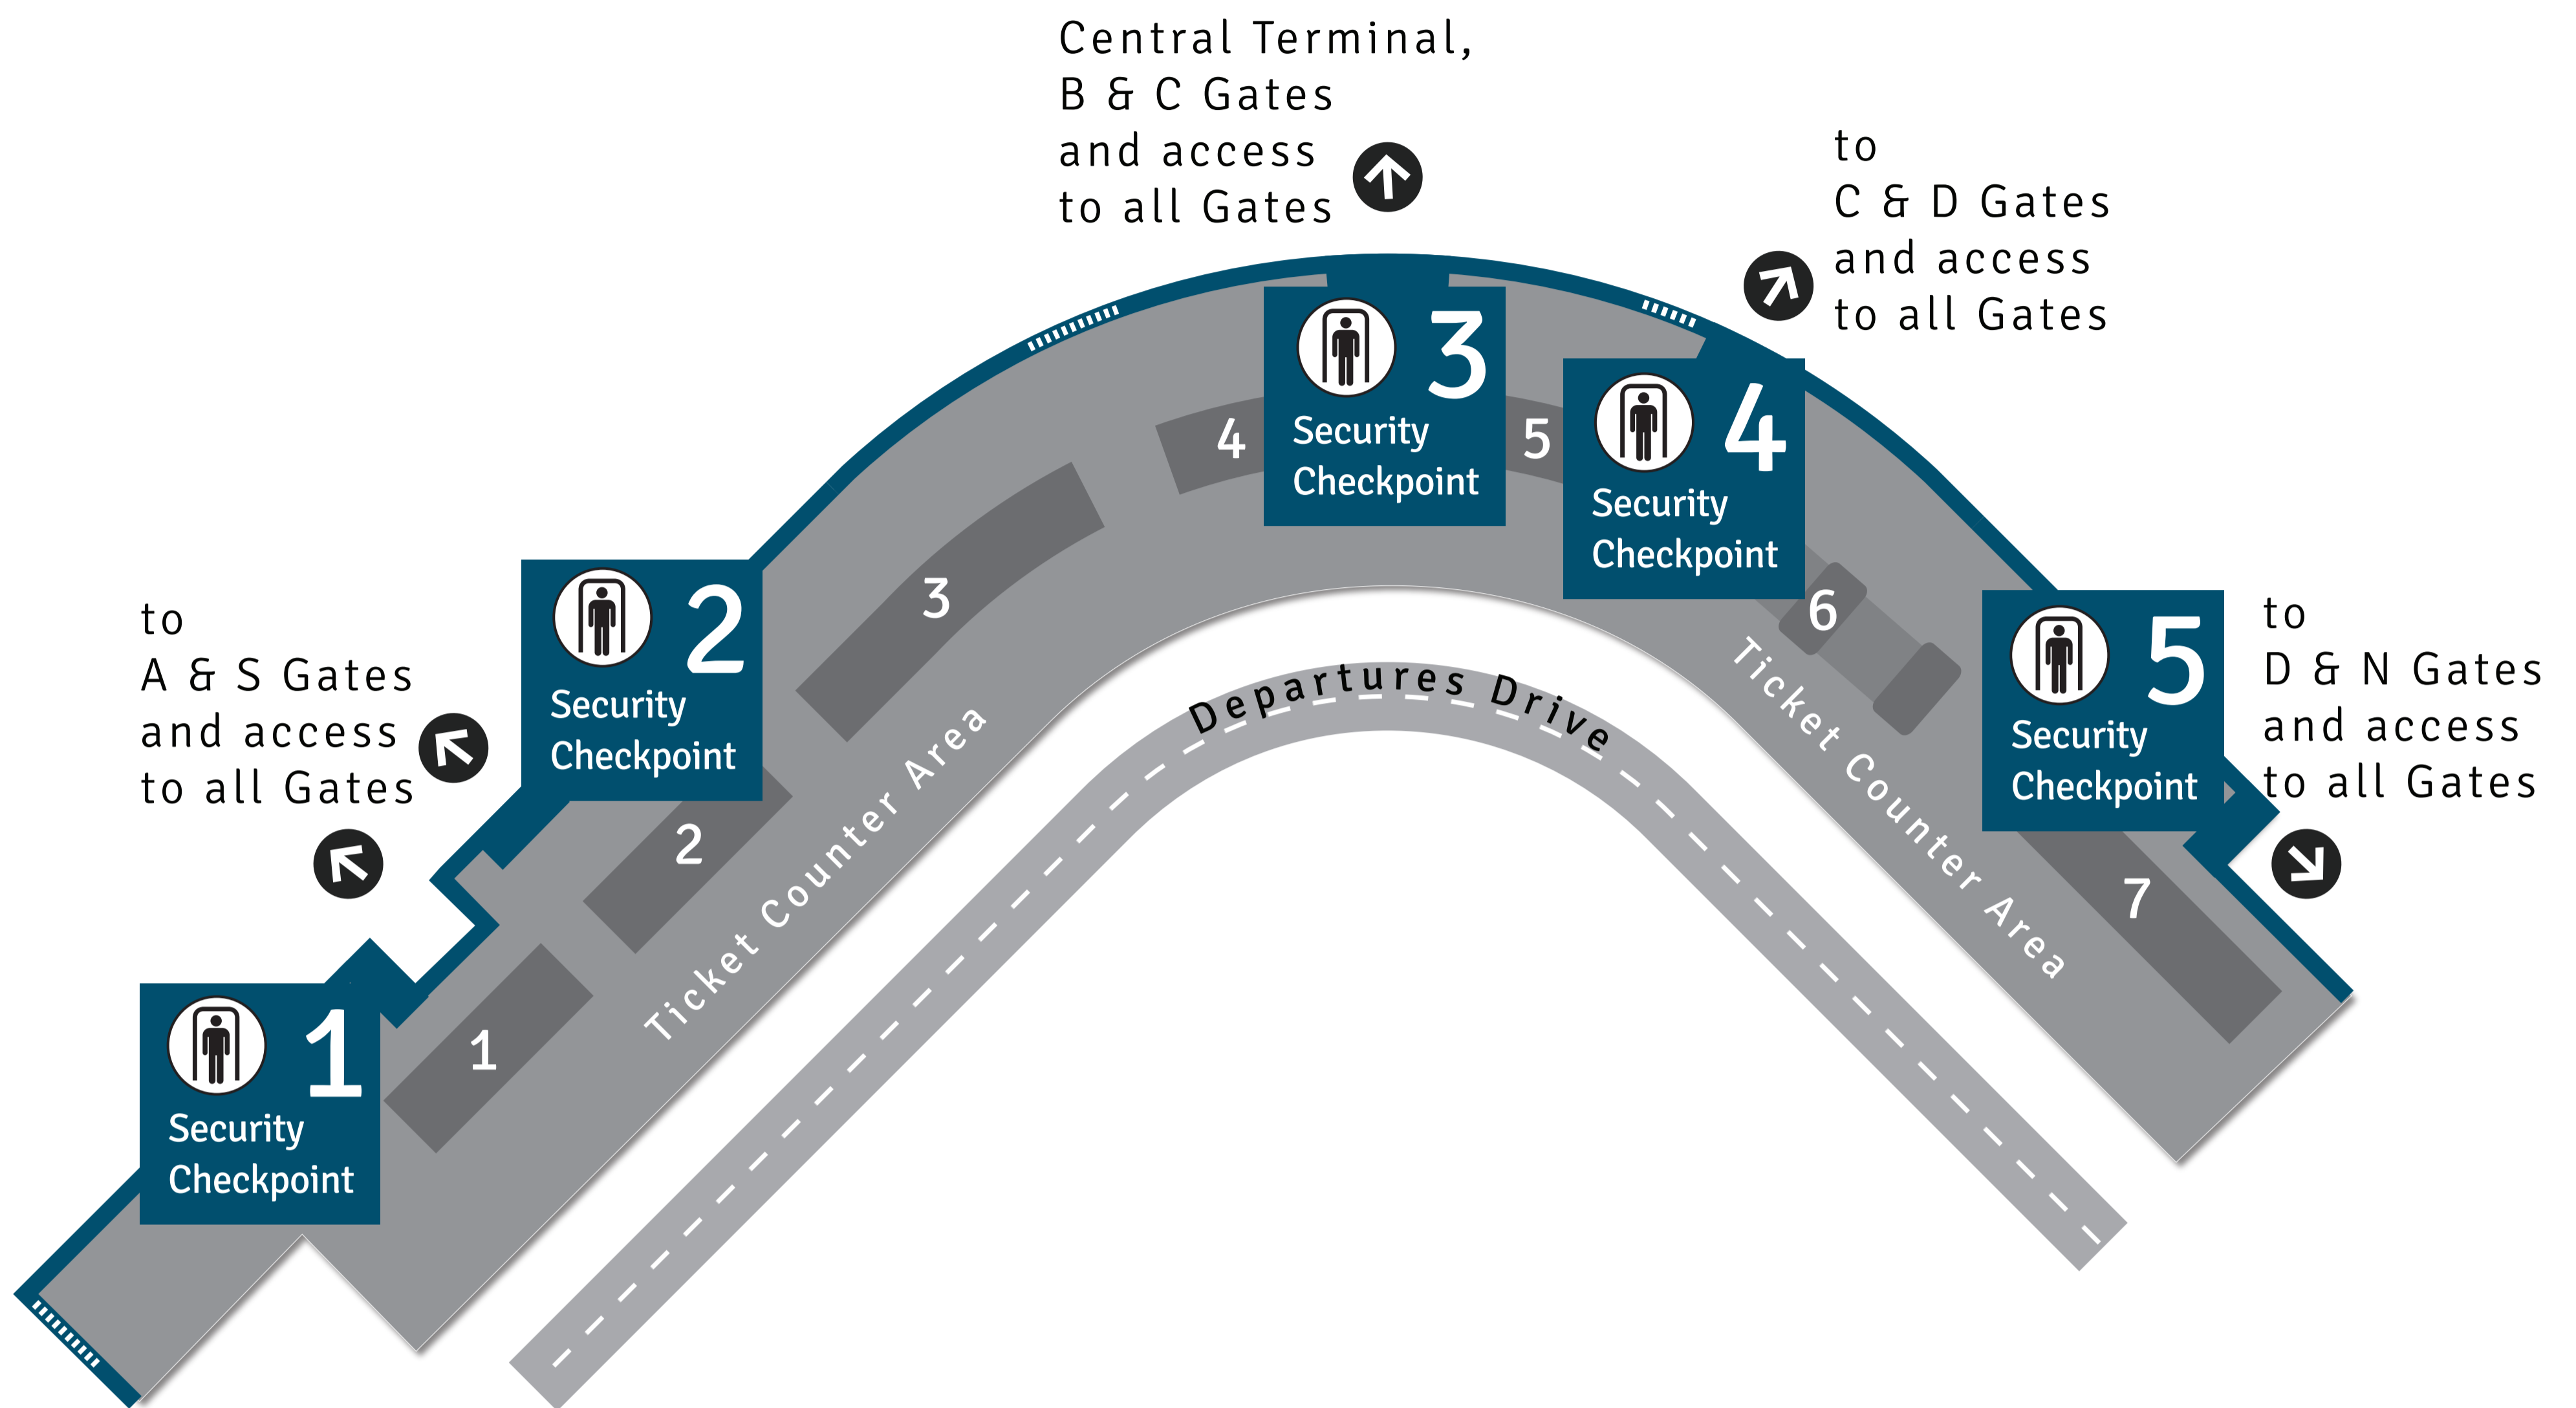 Central Terminal,
B & C Gates
and access
to all Gates
to
C & D Gates
and access
to all Gates
3
Security
Checkpoint
4
5
4
Security
Checkpoint
3
2
Security
Checkpoint
to
A & S Gates
and access
to all Gates
6
5
Security
Checkpoint
to
D & N Gates
and access
to all Gates
Departures Drive
Ticket Counter Area
Ticket Counter Area
2
7
1
1
Security
Checkpoint